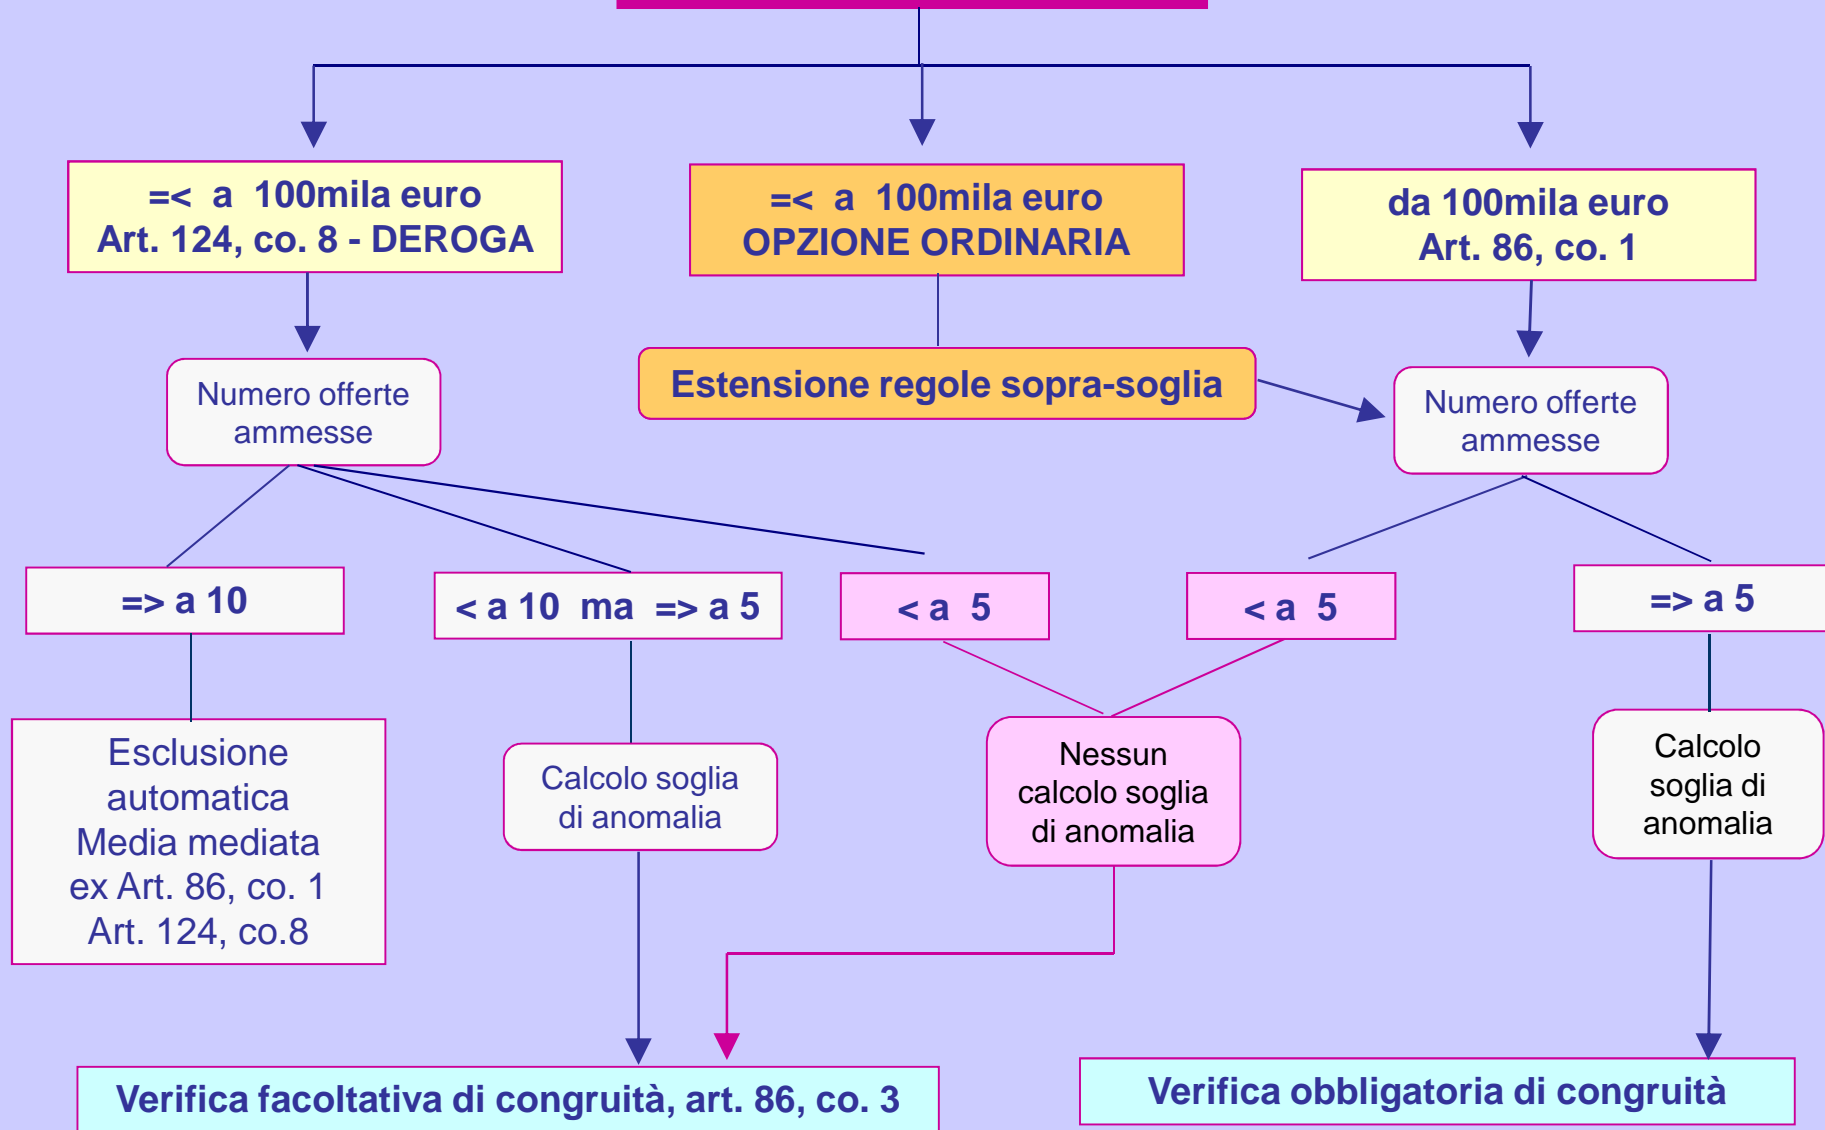 =< a 100mila euro
Art. 124, co. 8 - DEROGA
=< a 100mila euro
OPZIONE ORDINARIA
da 100mila euro
Art. 86, co. 1
Estensione regole sopra-soglia
Numero offerte
ammesse
Numero offerte
ammesse
=> a 10
< a 10 ma => a 5
< a 5
< a 5
=> a 5
Esclusione
automatica
Media mediata
ex Art. 86, co. 1
Art. 124, co.8
Calcolo soglia
di anomalia
Nessun
calcolo soglia
di anomalia
Calcolo
soglia di
anomalia
Verifica facoltativa di congruità, art. 86, co. 3
Verifica obbligatoria di congruità